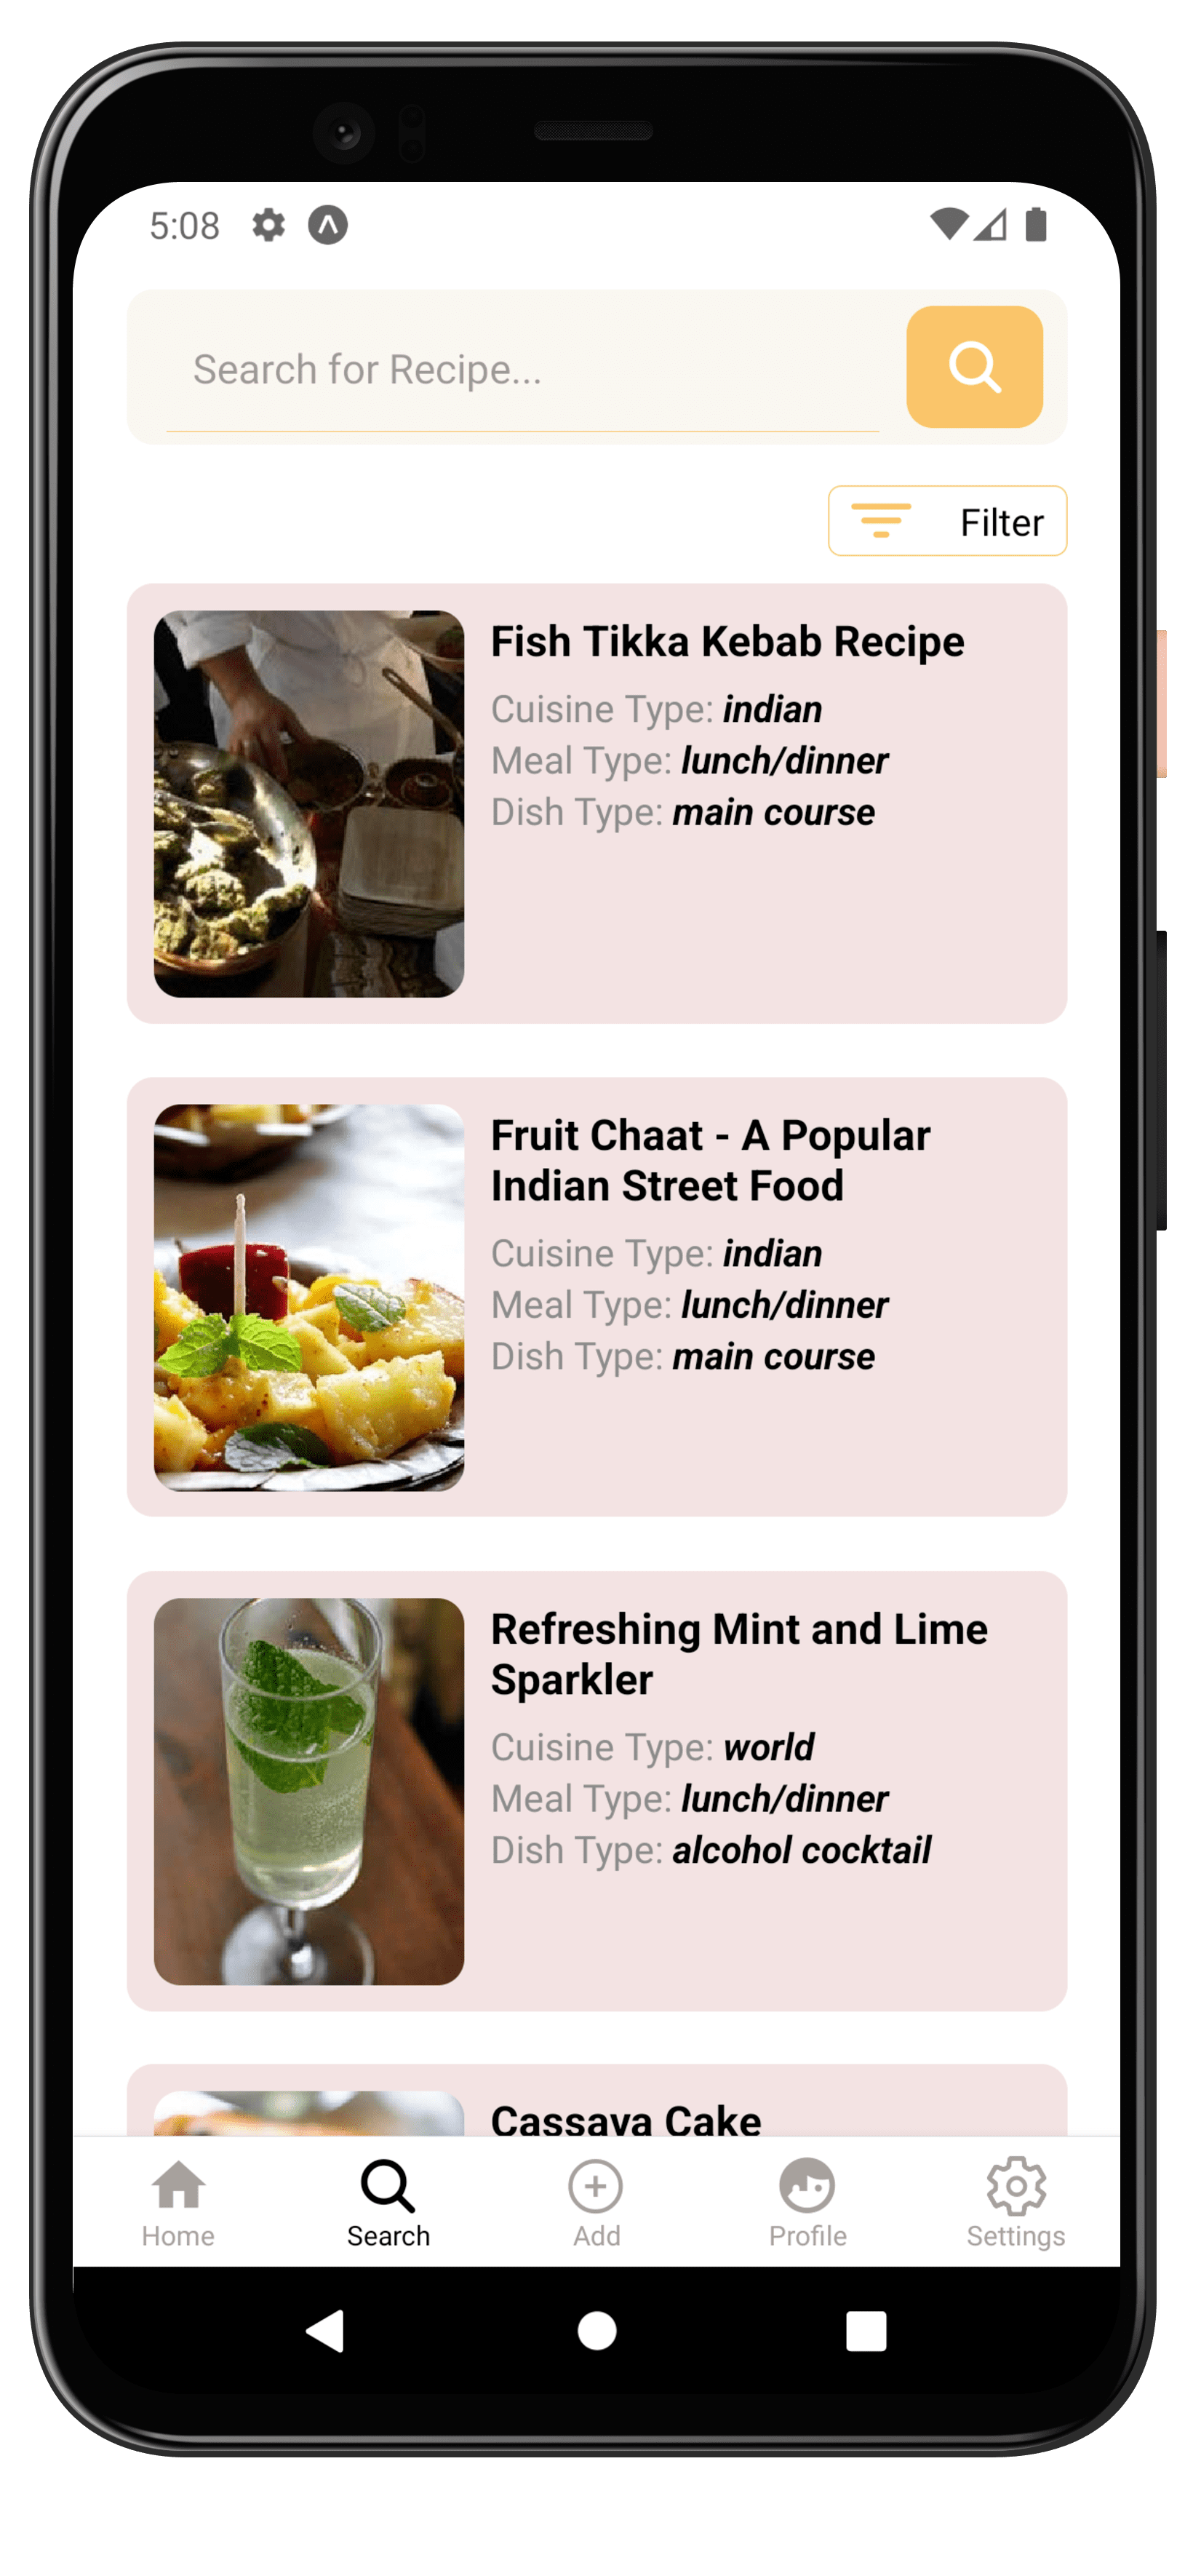 5:08
Search for Recipe...
Filter
Fish Tikka Kebab Recipe
Cuisine Type: indian
Meal Type: lunch/dinner
Dish Type: main course
Fruit Chaat - A Popular
Indian Street Food
Cuisine Type: indian
Meal Type: lunch/dinner
Dish Type: main course
Refreshing Mint and Lime
Sparkler
Cuisine Type: world
Meal Type: lunch/dinner
Dish Type: alcohol cocktail
Cassava Cake
Home
Search
Add
Profile
Settings